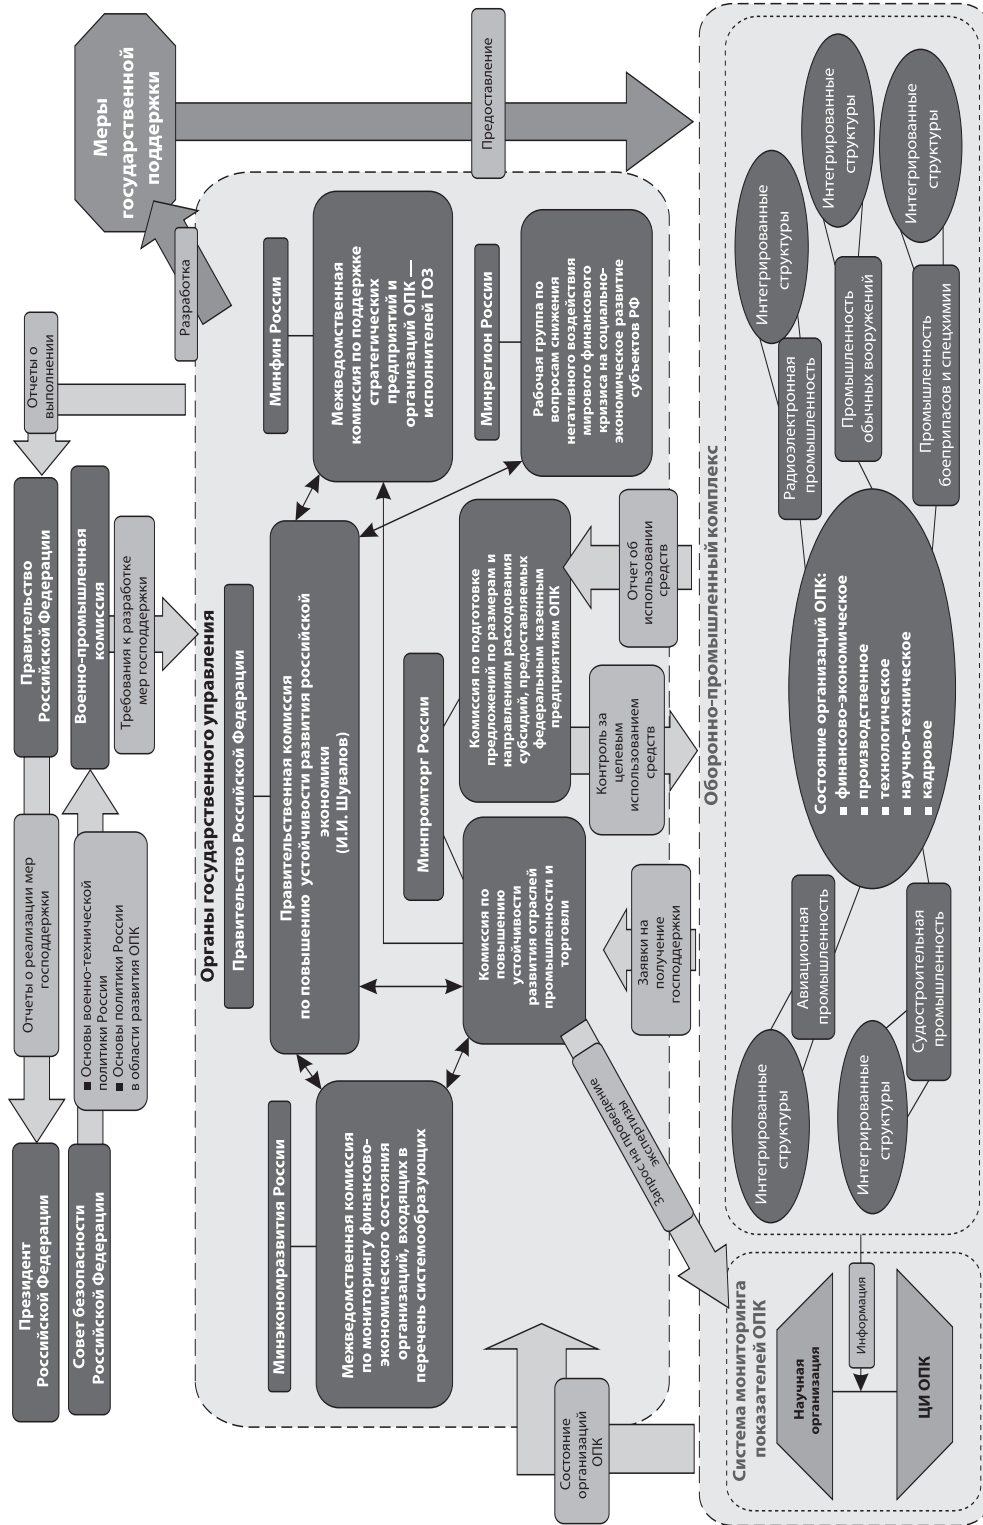 Президент
Российской Федерации
Совет безопасности
Российской Федерации
Отчеты о реализации мер
господдержки
■ Основы военно-технической
политики России
■ Основы политики России
в области развития ОПК
Правительство
Российской Федерации
Военно-промышленная
комиссия
Требования к разработке
мер господдержки
Отчеты о
выполнении
Меры
государственной
поддержки
Разработка
Предоставление
Органы государственного управления
Правительство Российской Федерации
Правительственная комиссия
по повышению устойчивости развития российской
экономики
(И.И. Шувалов)
Минэкономразвития России
Межведомственная комиссия
по мониторингу финансово-
экономического состояния
организаций, входящих в
перечень системообразующих
Минпромторг России
Комиссия по
повышению
устойчивости
развития отраслей
промышленности и
торговли
Комиссия по подготовке
предложений по размерам и
направлениям расходования
субсидий, предоставляемых
федеральным казенным
предприятиям ОПК
Минфин России
Межведомственная
комиссия по поддержке
стратегических
предприятий и
организаций ОПК —
исполнителей ГОЗ
Минрегион России
Рабочая группа по
вопросам снижения
негативного воздействия
мирового финансового
кризиса на социально-
экономическое развитие
субъектов РФ
Состояние
организаций
ОПК
Запрос на проведение
экспертизы
Заявки на
получение
господдержки
Контроль за
целевым
использованием
средств
Отчет об
использовании
средств
Оборонно-промышленный комплекс
Система мониторинга
показателей ОПК
Научная
организация
ЦИ ОПК
Информация
Интегрированные
структуры
Интегрированные
структуры
Авиационная
промышленность
Судостроительная
промышленность
Состояние организаций ОПК:
■ финансово-экономическое
■ производственное
■ технологическое
■ научно-техническое
■ кадровое
Радиоэлектронная
промышленность
Промышленность
обычных вооружений
Промышленность
боеприпасов и спецхимии
Интегрированные
структуры
Интегрированные
структуры
Интегрированные
структуры